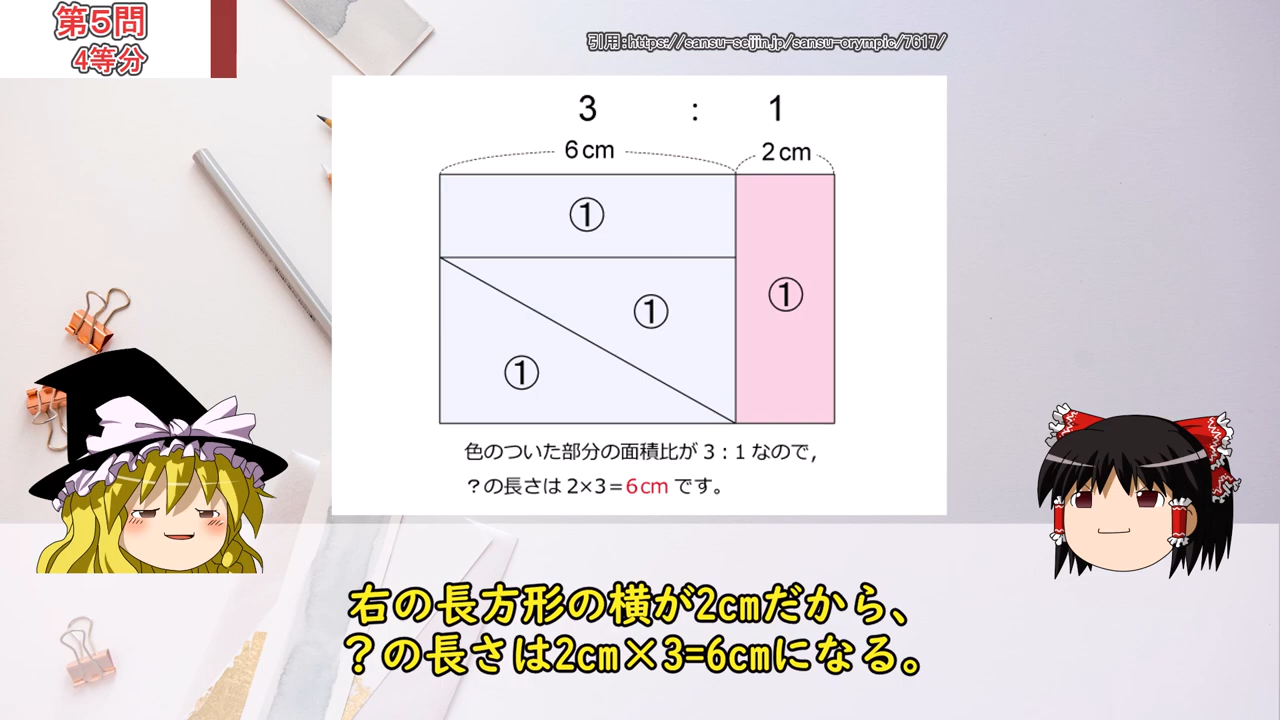 第5問
4等分
引用:https://sansu-seijin.jp/sansu-orympic/7617/
3 : 1
6cm 2cm
①
①
①
①
色のついた部分の面積比が3:1なので,
?の長さは2×3=6cmです。
右の長方形の横が2cmだから、
?の長さは2cm×3=6cmになる。